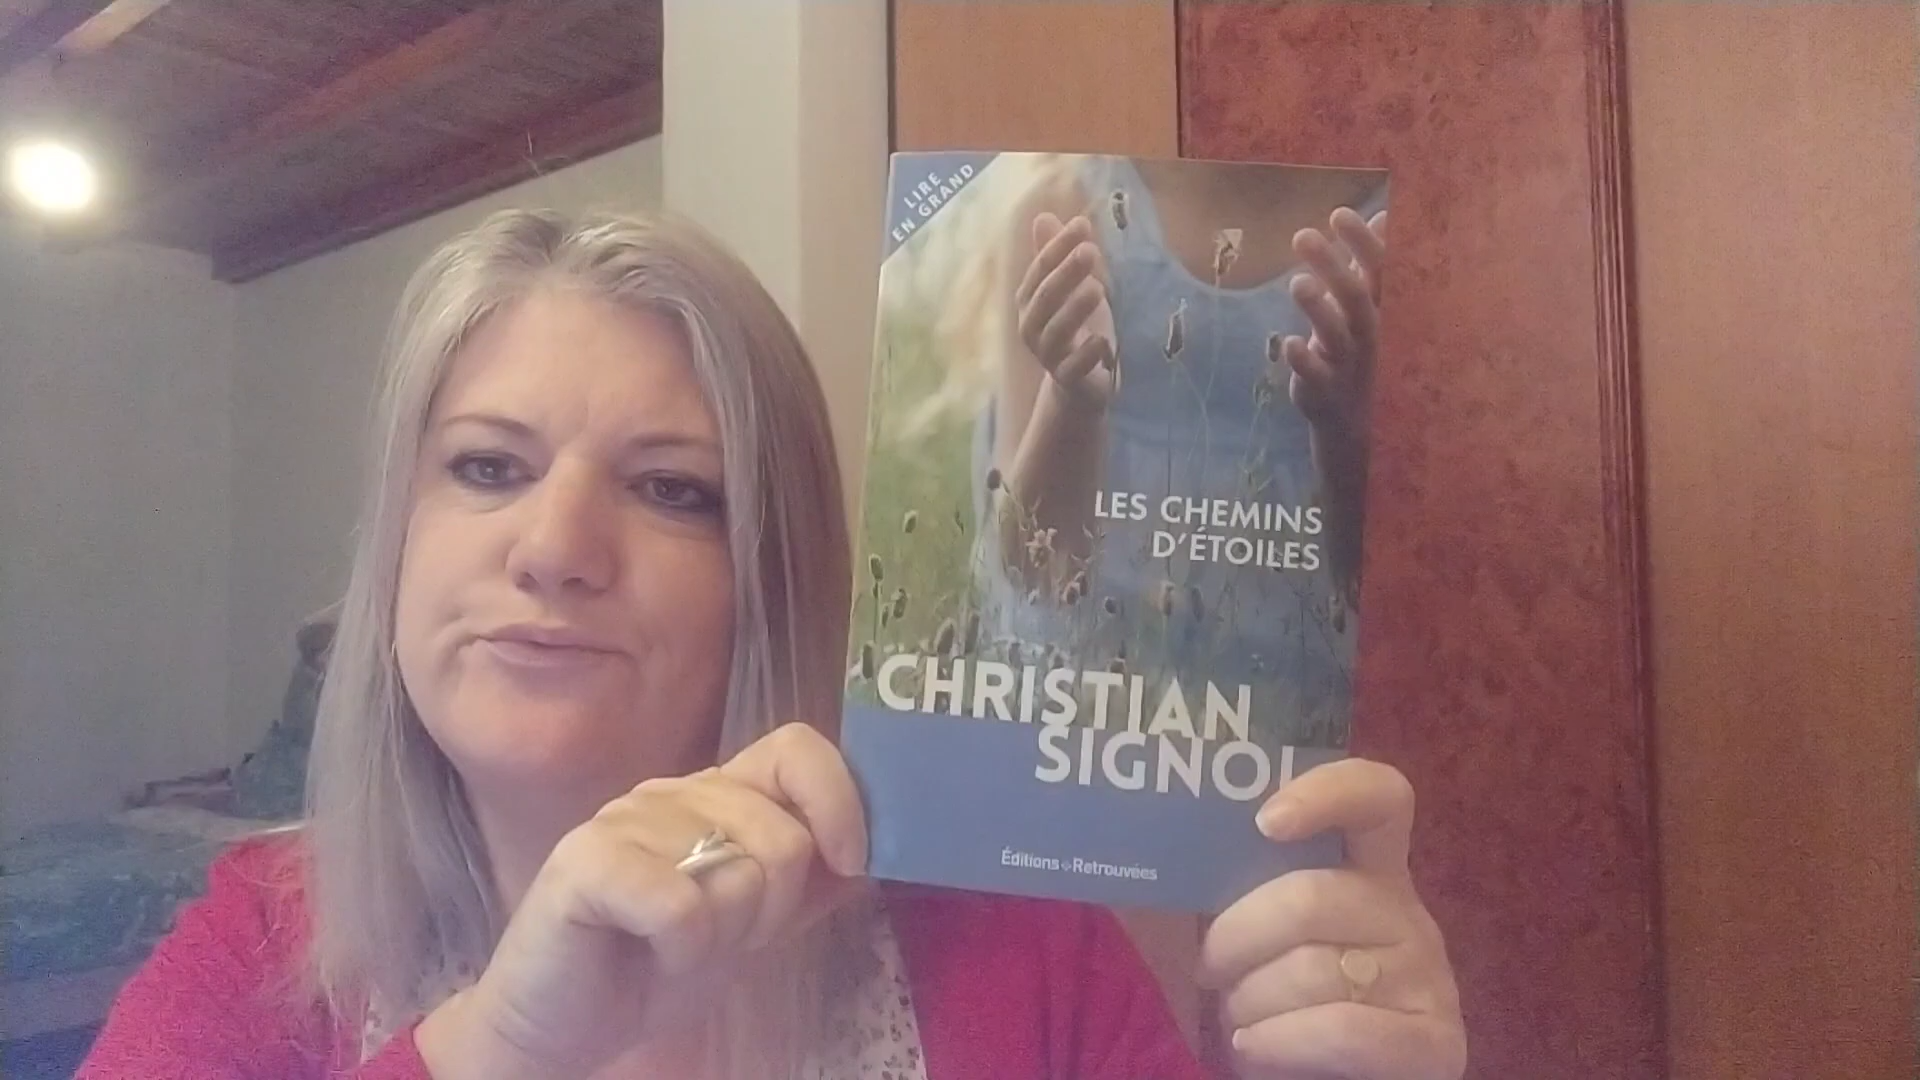 LIRE
EN GRAND
LES CHEMINS
D'ÉTOILES
CHRISTIAN
SIGNOL
Éditions Retrouvées